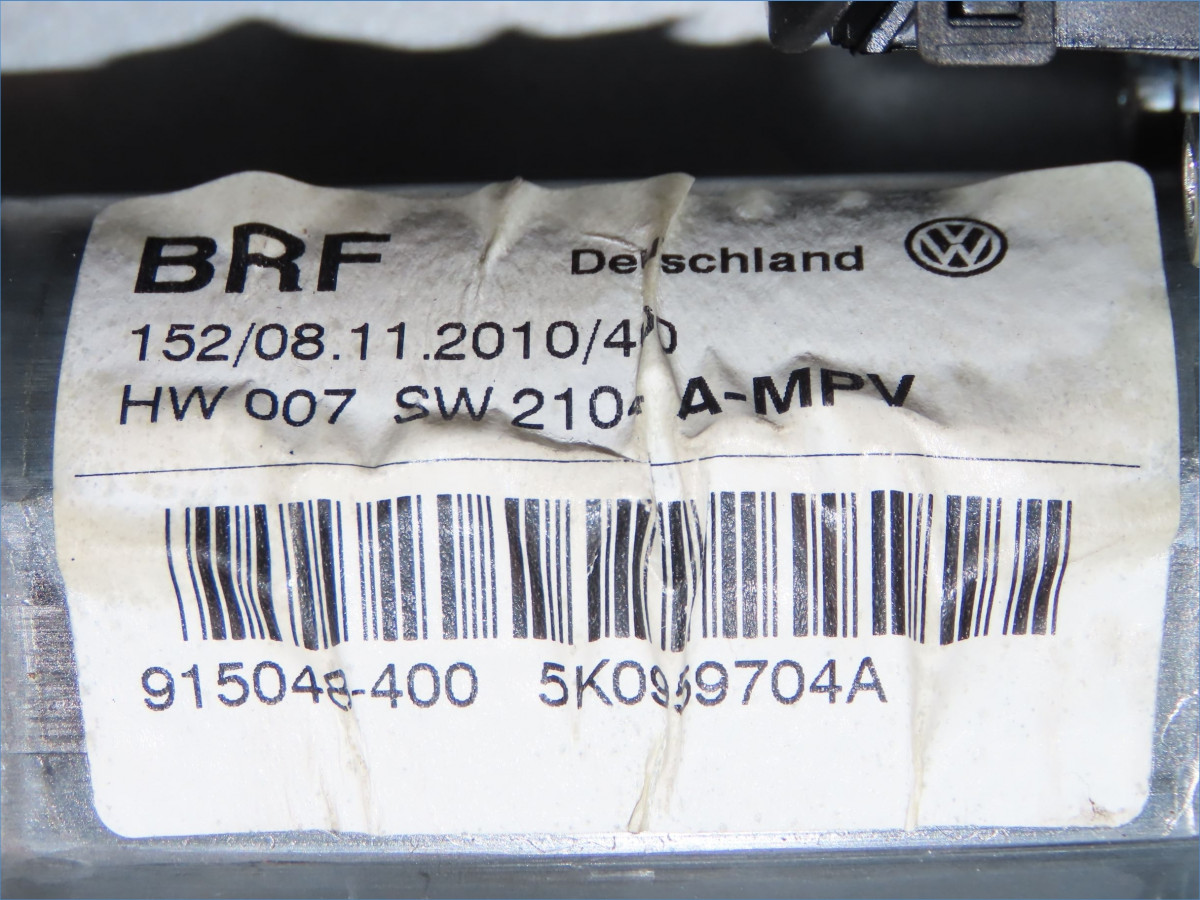 BRF Deutschland
152/08.11.2010/40
HW 007 SW 2104 A-MPV
915048-400 5K0959704A